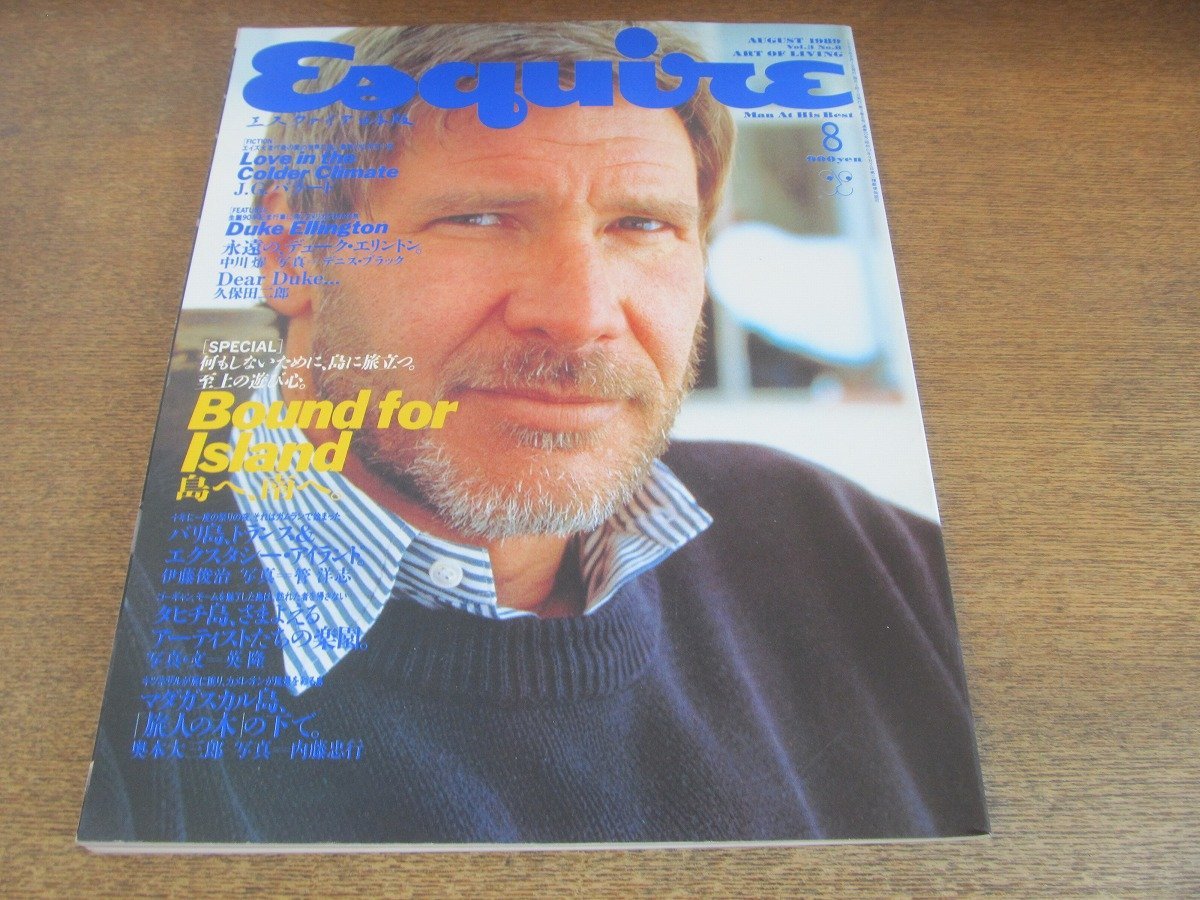 Esquire
エスクァイア日本版
AUGUST 1989
Vol.3 No.8
ART OF LIVING
Man At His Best
8
900yen
[FICTION]
Love in the
Colder Climate
J.G.バラード
[FEATURE]
Duke Ellington
永遠の、デューク・エリントン。
中川燿 写真=デニス・ブラック
Dear Duke...
久保田二郎
[SPECIAL]
何もしないために、島に旅立つ。
至上の遊び心。
Bound for
Island
島へ、南へ。
バリ島、トランス&
エクスタシー・アイランド。
伊藤俊治 写真=管洋志
タヒチ島、さまよえる
アーティストたちの楽園。
写真・文=英隆
マダガスカル島、
「旅人の木」の下で。
奥本大三郎 写真=内藤忠行